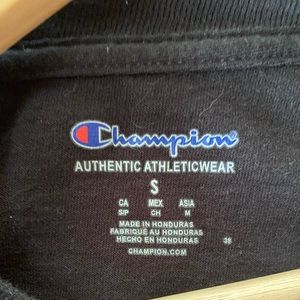 Champion
AUTHENTIC ATHLETICWEAR
S
CA MEX ASIA
S/P CH M
MADE IN HONDURAS
FABRIQUÉ AU HONDURAS
HECHO EN HONDURAS 38
CHAMPION.COM